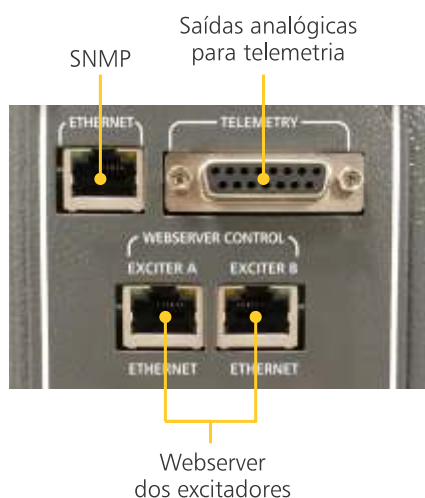 Saídas analógicas
para telemetria
SNMP
ETHERNET
TELEMETRY
WEBSERVER CONTROL
EXCITER A
EXCITER B
ETHERNET
ETHERNET
Webserver
dos excitadores